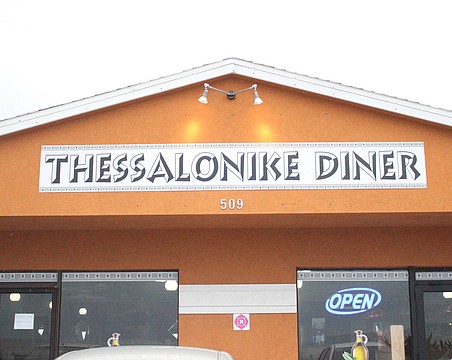 THESSALONIKE DINER
509
OPEN